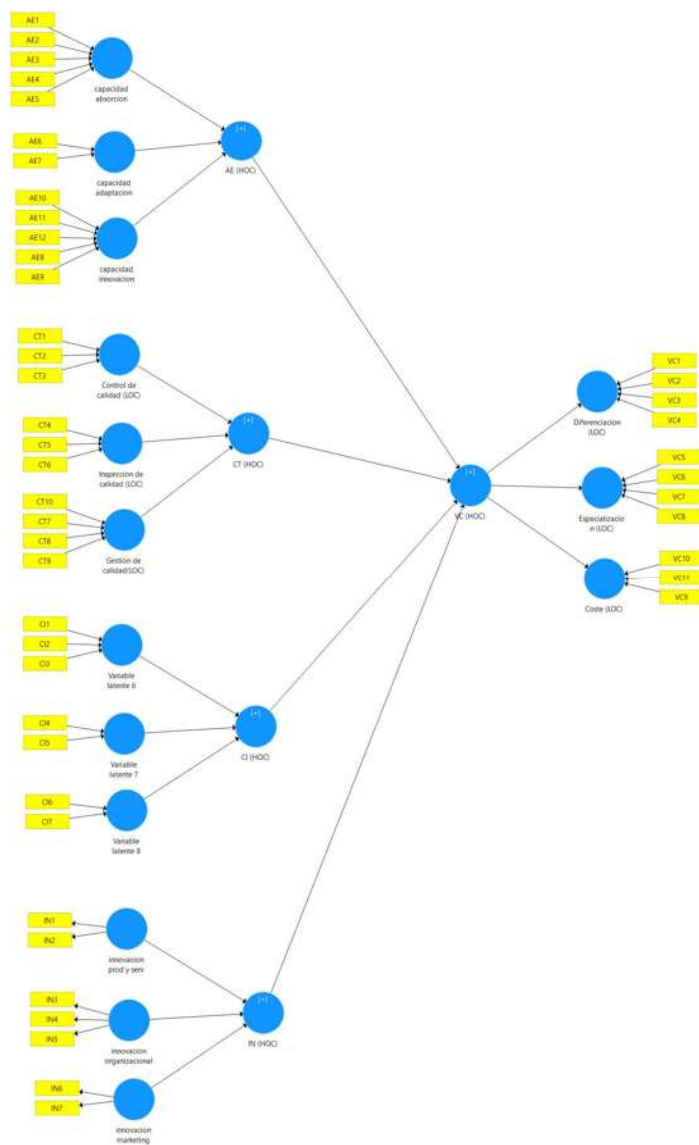 AE1
AE2
AE3
AE4
AE5
capacidad
absorcion
AE6
AE7
capacidad
adaptacion
AE10
AE11
AE12
AE8
AE9
capacidad
innovacion
[+]
AE (HOC)
CT1
CT2
CT3
Control de
calidad (LOC)
CT4
CT5
CT6
Inspeccion de
calidad (LOC)
CT10
CT7
CT8
CT9
Gestion de
calidad(LOC)
[+]
CT (HOC)
CI1
CI2
CI3
Variable
latente 6
CI4
CI5
Variable
latente 7
CI6
CI7
Variable
latente 8
[+]
CI (HOC)
IN1
IN2
innovacion
prod y serv
IN3
IN4
IN5
innovacion
organizacional
IN6
IN7
innovacion
marketing
[+]
IN (HOC)
[+]
VC (HOC)
VC1
VC2
VC3
VC4
Diferenciacion
(LOC)
VC5
VC6
VC7
VC8
Especializacio
n (LOC)
VC10
VC11
VC9
Coste (LOC)